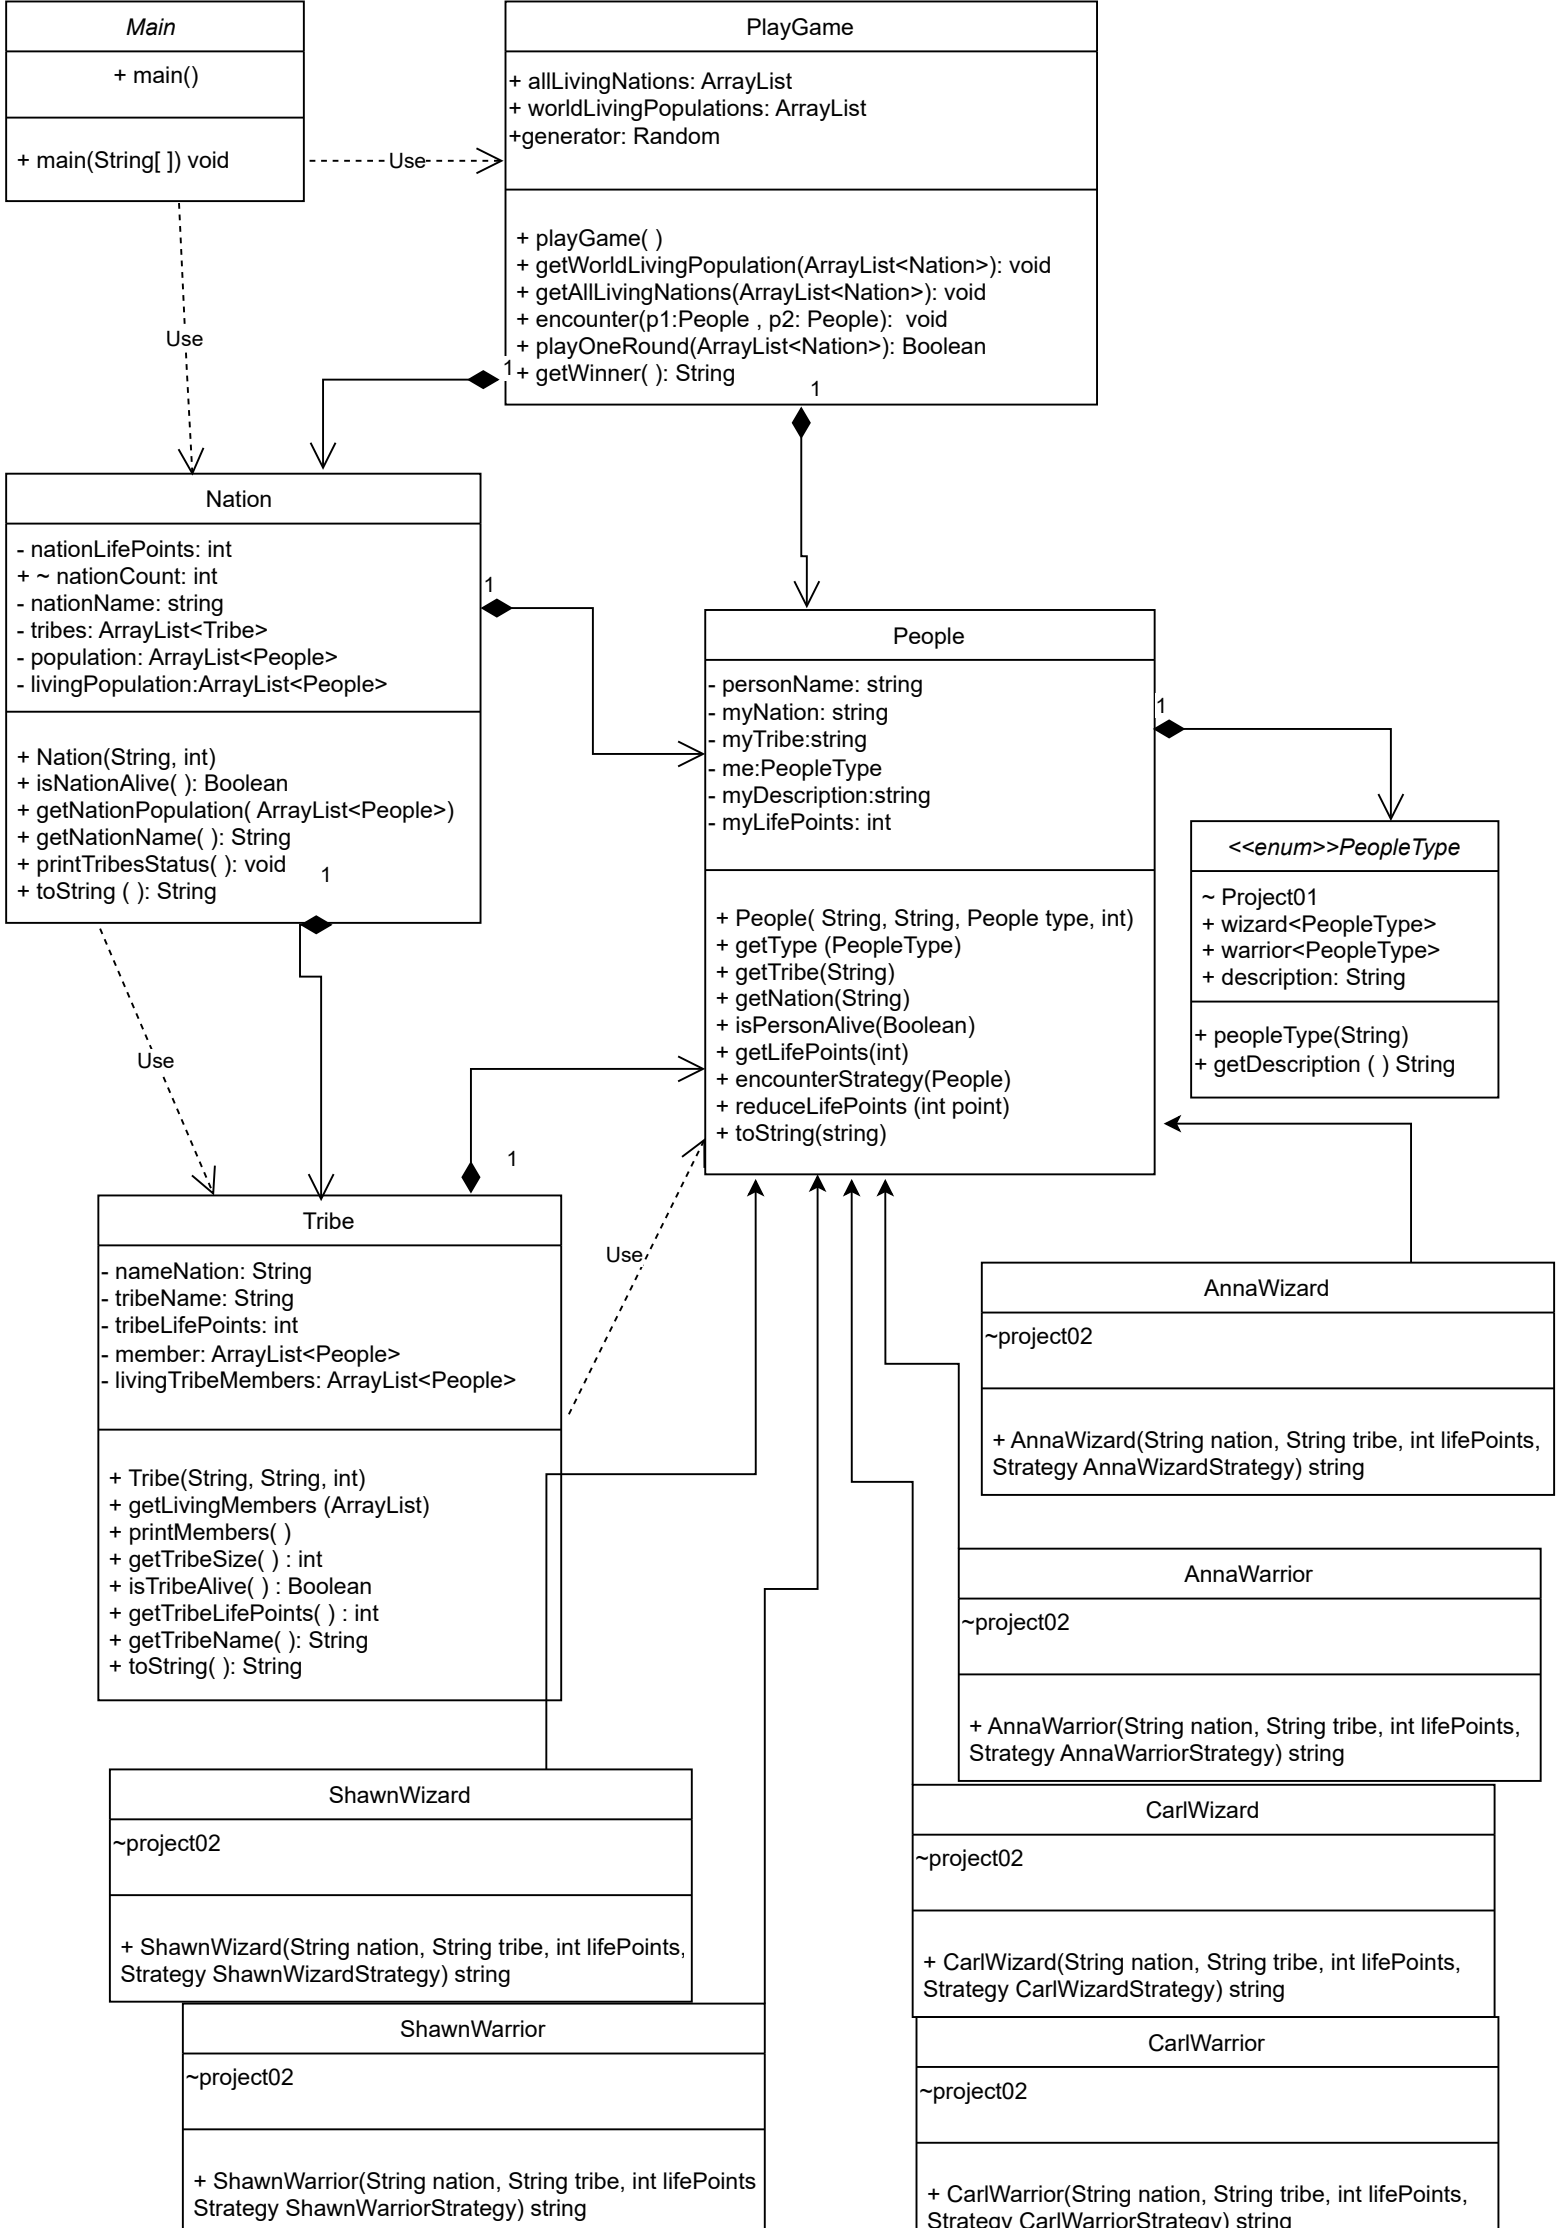 Main
+ main()
+ main(String[ ]) void
Use
PlayGame
+ allLivingNations: ArrayList
+ worldLivingPopulations: ArrayList
+generator: Random
+ playGame( )
+ getWorldLivingPopulation(ArrayList<Nation>): void
+ getAllLivingNations(ArrayList<Nation>): void
+ encounter(p1:People , p2: People):  void
+ playOneRound(ArrayList<Nation>): Boolean
+ getWinner( ): String
1
1
Use
Nation
- nationLifePoints: int
+ ~ nationCount: int
- nationName: string
- tribes: ArrayList<Tribe>
- population: ArrayList<People>
- livingPopulation:ArrayList<People>
+ Nation(String, int)
+ isNationAlive( ): Boolean
+ getNationPopulation( ArrayList<People>)
+ getNationName( ): String
+ printTribesStatus( ): void
+ toString ( ): String
1
1
People
- personName: string
- myNation: string
- myTribe:string
- me:PeopleType
- myDescription:string
- myLifePoints: int
+ People( String, String, People type, int)
+ getType (PeopleType)
+ getTribe(String)
+ getNation(String)
+ isPersonAlive(Boolean)
+ getLifePoints(int)
+ encounterStrategy(People)
+ reduceLifePoints (int point)
+ toString(string)
1
<<enum>>PeopleType
~ Project01
+ wizard<PeopleType>
+ warrior<PeopleType>
+ description: String
+ peopleType(String)
+ getDescription ( ) String
Use
1
Use
Tribe
- nameNation: String
- tribeName: String
- tribeLifePoints: int
- member: ArrayList<People>
- livingTribeMembers: ArrayList<People>
+ Tribe(String, String, int)
+ getLivingMembers (ArrayList)
+ printMembers( )
+ getTribeSize( ) : int
+ isTribeAlive( ) : Boolean
+ getTribeLifePoints( ) : int
+ getTribeName( ): String
+ toString( ): String
AnnaWizard
~project02
+ AnnaWizard(String nation, String tribe, int lifePoints,
Strategy AnnaWizardStrategy) string
AnnaWarrior
~project02
+ AnnaWarrior(String nation, String tribe, int lifePoints,
Strategy AnnaWarriorStrategy) string
ShawnWizard
~project02
+ ShawnWizard(String nation, String tribe, int lifePoints,
Strategy ShawnWizardStrategy) string
CarlWizard
~project02
+ CarlWizard(String nation, String tribe, int lifePoints,
Strategy CarlWizardStrategy) string
ShawnWarrior
~project02
+ ShawnWarrior(String nation, String tribe, int lifePoints
Strategy ShawnWarriorStrategy) string
CarlWarrior
~project02
+ CarlWarrior(String nation, String tribe, int lifePoints,
Strategy CarlWarriorStrategy) string